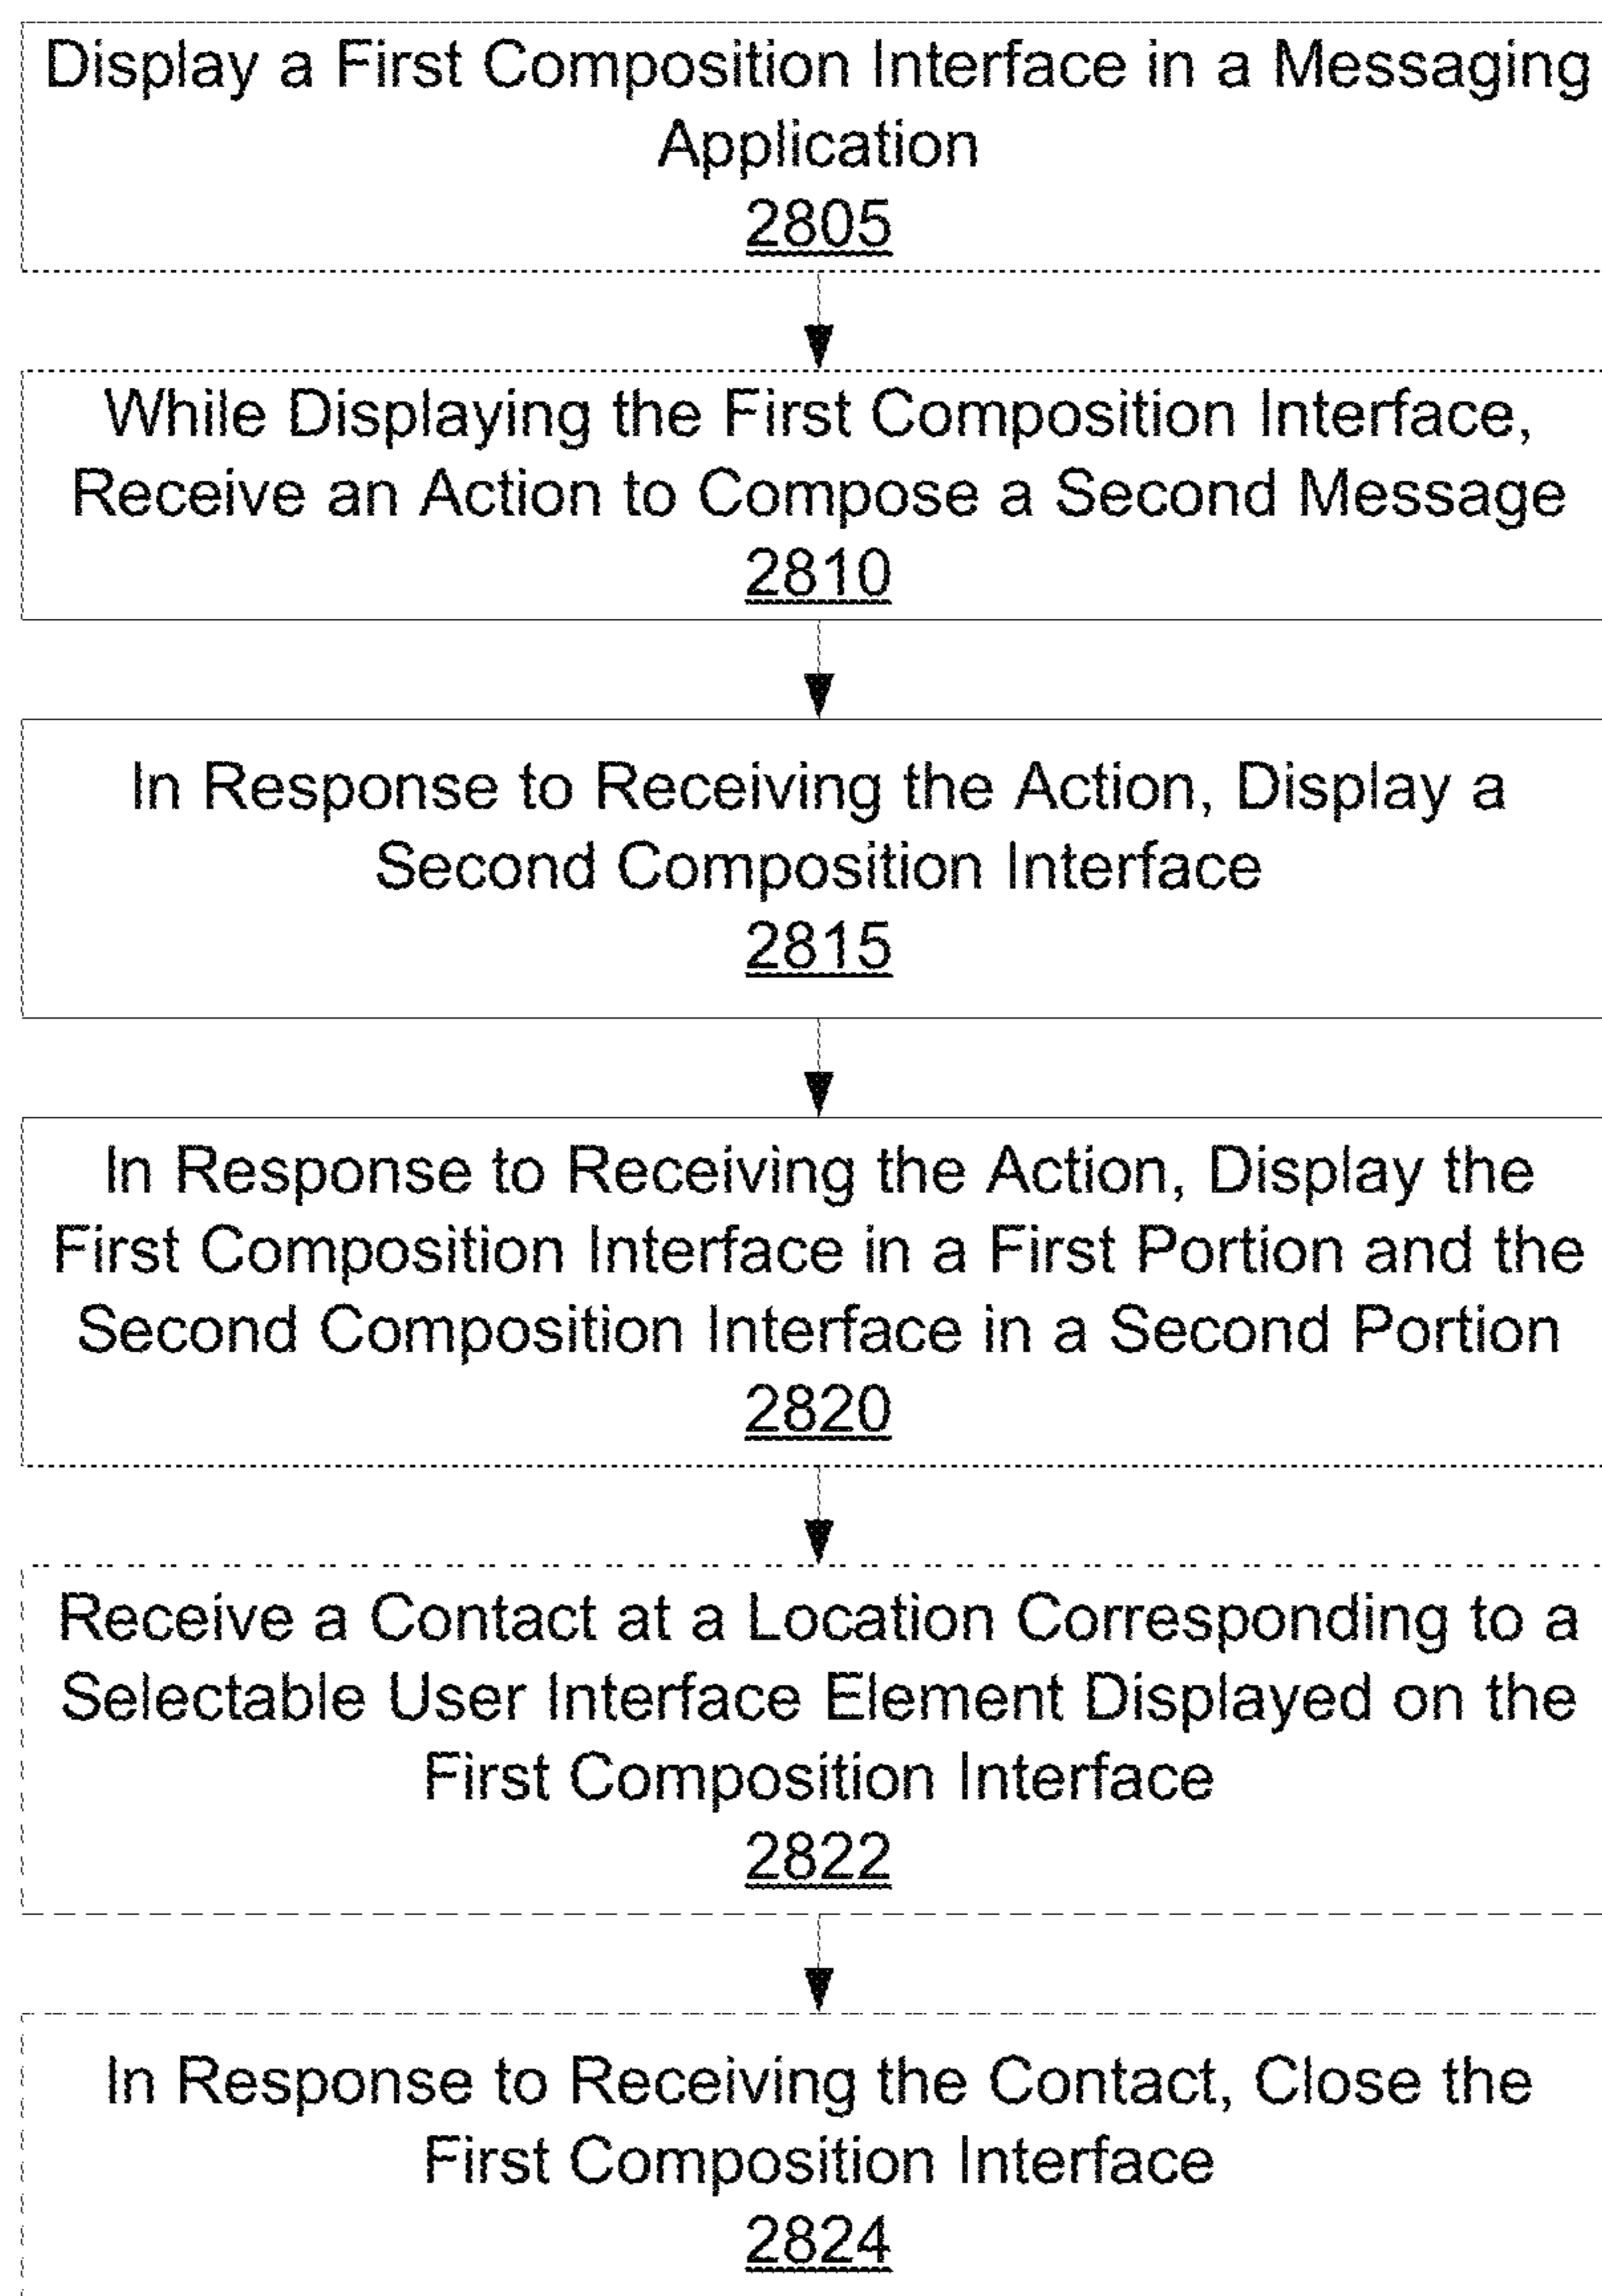 Display a First Composition Interface in a Messaging
Application
2805
While Displaying the First Composition Interface,
Receive an Action to Compose a Second Message
2810
In Response to Receiving the Action, Display a
Second Composition Interface
2815
In Response to Receiving the Action, Display the
First Composition Interface in a First Portion and the
Second Composition Interface in a Second Portion
2820
Receive a Contact at a Location Corresponding to a
Selectable User Interface Element Displayed on the
First Composition Interface
2822
In Response to Receiving the Contact, Close the
First Composition Interface
2824